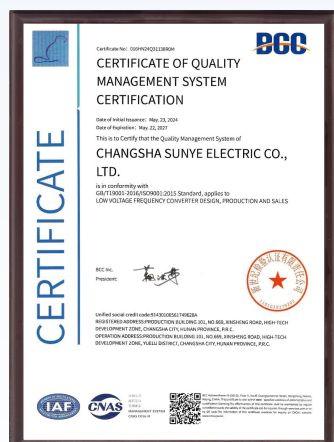 BCC
Certificate No: 016HN24Q31138R0M
CERTIFICATE OF QUALITY
MANAGEMENT SYSTEM
CERTIFICATION
Date of Initial Issuance: May. 23, 2024
Date of Expiration: May. 22, 2027
This is to Certify that the Quality Management System of
CHANGSHA SUNYE ELECTRIC CO.,
LTD.
is in conformity with
GB/T19001-2016/ISO9001:2015 Standard, applies to
LOW VOLTAGE FREQUENCY CONVERTER DESIGN, PRODUCTION AND SALES
CERTIFICATE
BCC Inc.
President:
REGISTERED ADDRESS:PRODUCTION BUILDING 101, NO.669, XINSHENG ROAD, HIGH-TECH
DEVELOPMENT ZONE, CHANGSHA CITY, HUNAN PROVINCE, P.R.C.
OPERATION ADDRESS:PRODUCTION BUILDING 101, NO.669, XINSHENG ROAD, HIGH-TECH
DEVELOPMENT ZONE, YUELU DISTRICT, CHANGSHA CITY, HUNAN PROVINCE, P.R.C.
IAF
CNAS
MANAGEMENT SYSTEM